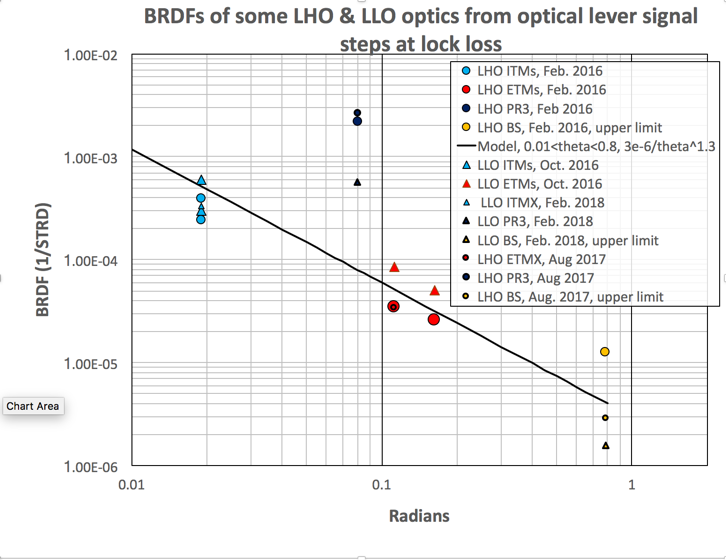 BRDFs of some LHO & LLO optics from optical lever signal
steps at lock loss
1.00E-02
1.00E-03
1.00E-04
1.00E-05
1.00E-06
BRDF (1/STRD)
0.01
0.1
1
Radians
LHO ITMs, Feb. 2016
LHO ETMs, Feb. 2016
LHO PR3, Feb 2016
LHO BS, Feb. 2016, upper limit
Model, 0.01<theta<0.8, 3e-6/theta^1.3
LLO ITMs, Oct. 2016
LLO ETMs, Oct. 2016
LLO ITMX, Feb. 2018
LLO PR3, Feb. 2018
LLO BS, Feb. 2018, upper limit
LHO ETMX, Aug 2017
LHO PR3, Aug 2017
LHO BS, Aug. 2017, upper limit
Chart Area